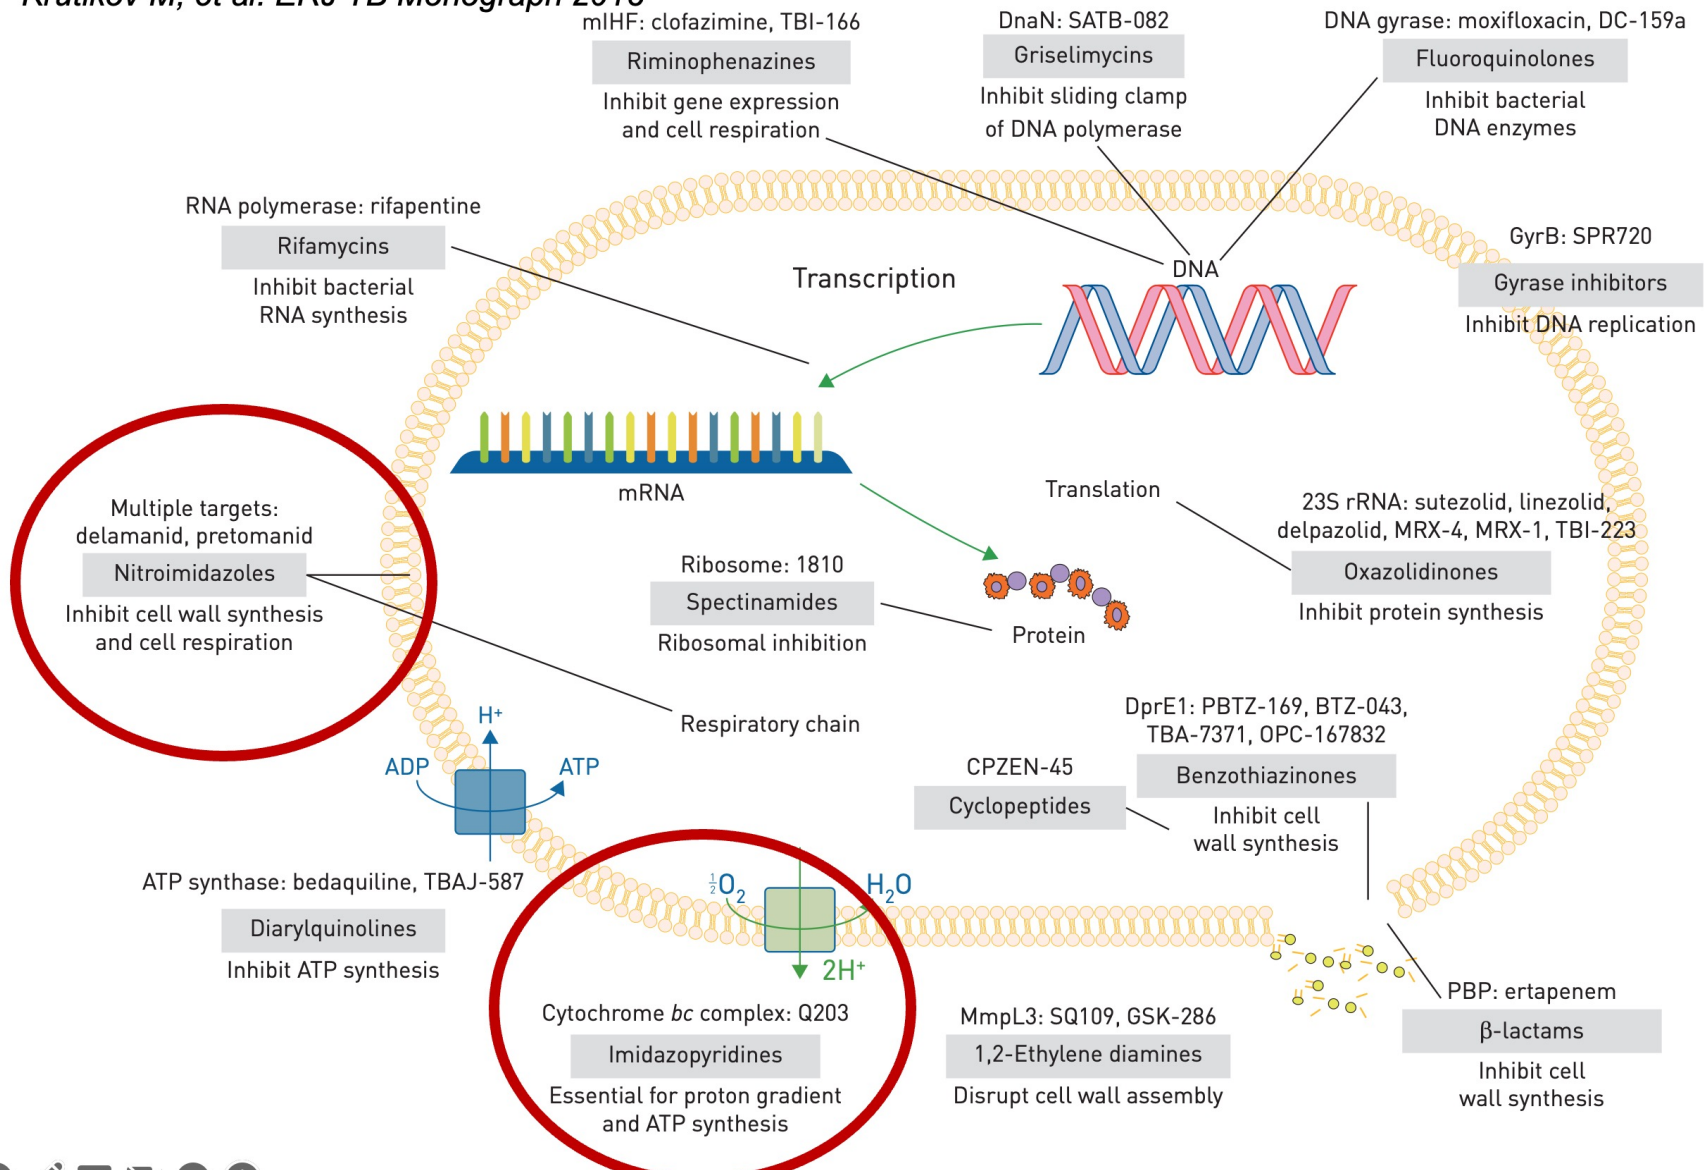 Krutikov M, et al. ERJ TB Monograph 2018
mIHF: clofazimine, TBI-166
Riminophenazines
Inhibit gene expression
and cell respiration
DnaN: SATB-082
Griselimycins
Inhibit sliding clamp
of DNA polymerase
DNA gyrase: moxifloxacin, DC-159a
Fluoroquinolones
Inhibit bacterial
DNA enzymes
RNA polymerase: rifapentine
Rifamycins
Inhibit bacterial
RNA synthesis
Transcription
DNA
GyrB: SPR720
Gyrase inhibitors
Inhibit DNA replication
mRNA
Multiple targets:
delamanid, pretomanid
Nitroimidazoles
Inhibit cell wall synthesis
and cell respiration
Translation
23S rRNA: sutezolid, linezolid,
delpazolid, MRX-4, MRX-1, TBI-223
Oxazolidinones
Inhibit protein synthesis
Ribosome: 1810
Spectinamides
Ribosomal inhibition
Protein
Respiratory chain
H⁺
ADP
ATP
ATP synthase: bedaquiline, TBAJ-587
Diarylquinolines
Inhibit ATP synthesis
DprE1: PBTZ-169, BTZ-043,
TBA-7371, OPC-167832
Benzothiazinones
Inhibit cell
wall synthesis
CPZEN-45
Cyclopeptides
½O₂
H₂O
2H⁺
Cytochrome bc complex: Q203
Imidazopyridines
Essential for proton gradient
and ATP synthesis
MmpL3: SQ109, GSK-286
1,2-Ethylene diamines
Disrupt cell wall assembly
PBP: ertapenem
β-lactams
Inhibit cell
wall synthesis